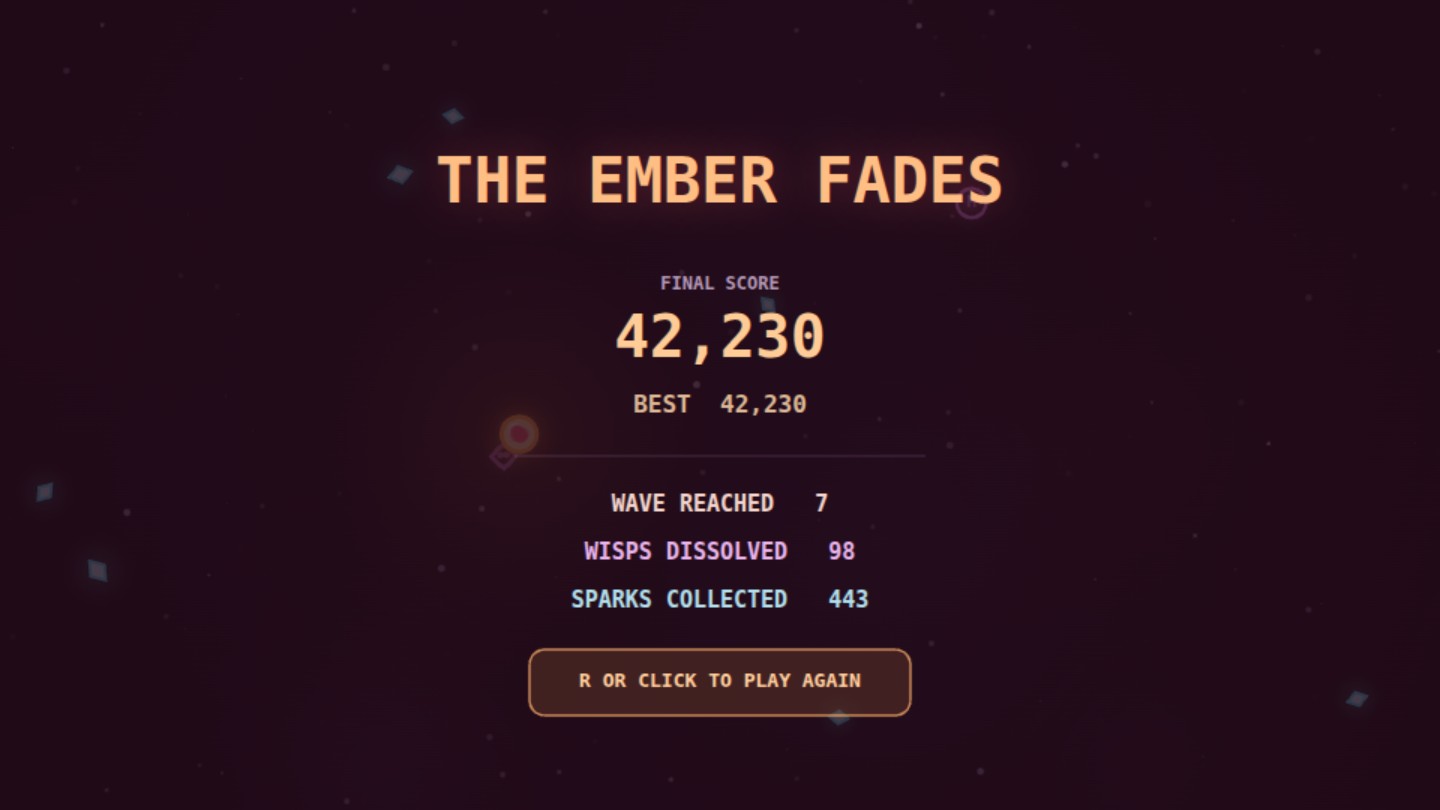 THE EMBER FADES
FINAL SCORE
42,230
BEST 42,230
WAVE REACHED 7
WISPS DISSOLVED 98
SPARKS COLLECTED 443
R OR CLICK TO PLAY AGAIN